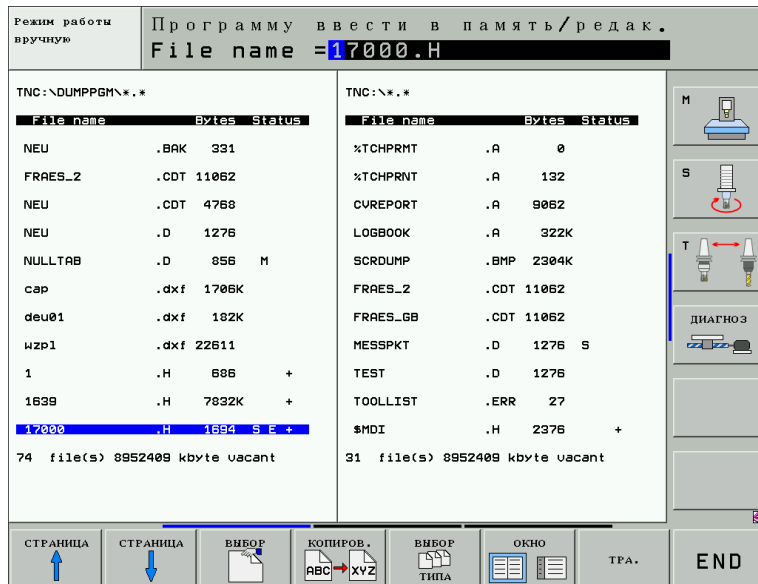 Режим работы
вручную
Программу ввести в память/редак.
File name =17000.H
TNC:\DUMPPGM\*.*
File name Bytes Status
NEU .BAK 331
FRAES_2 .CDT 11062
NEU .CDT 4768
NEU .D 1276
NULLTAB .D 856 M
cap .dxf 1706K
deu01 .dxf 182K
wzpl .dxf 22611
1 .H 686 +
1639 .H 7832K +
17000 .H 1694 S E +
74 file(s) 8952409 kbyte vacant
TNC:\*.*
File name Bytes Status
%TCHPRMT .A 0
%TCHPRNT .A 132
CVREPORT .A 9062
LOGBOOK .A 322K
SCRDUMP .BMP 2304K
FRAES_2 .CDT 11062
FRAES_GB .CDT 11062
MESSPKT .D 1276 S
TEST .D 1276
TOOLLIST .ERR 27
$MDI .H 2376 +
31 file(s) 8952409 kbyte vacant
M
S
T
ДИАГНОЗ
СТРАНИЦА
СТРАНИЦА
ВЫБОР
КОПИРОВ.
ABC XYZ
ВЫБОР
ТИПА
ОКНО
ТРА.
END